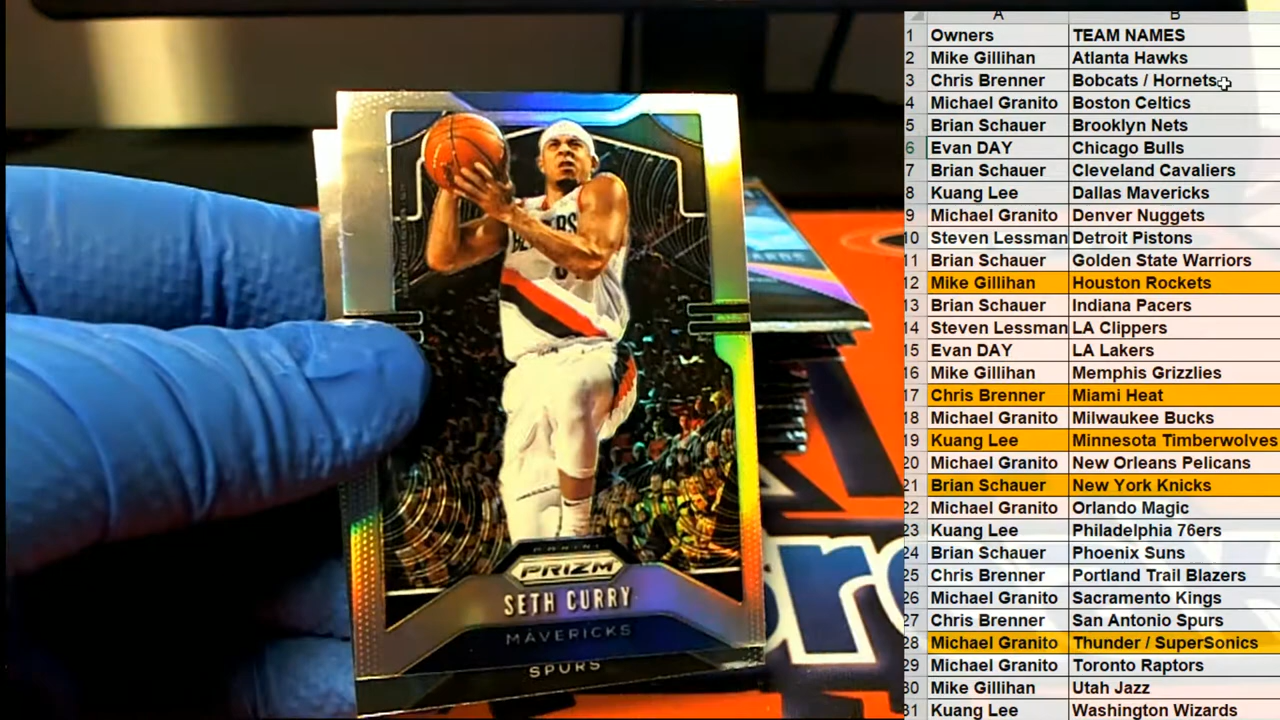 BLAZERS
PANINI
PRIZM
SETH CURRY
MAVERICKS
SPURS
A B
1 Owners TEAM NAMES
2 Mike Gillihan Atlanta Hawks
3 Chris Brenner Bobcats / Hornets
4 Michael Granito Boston Celtics
5 Brian Schauer Brooklyn Nets
6 Evan DAY Chicago Bulls
7 Brian Schauer Cleveland Cavaliers
8 Kuang Lee Dallas Mavericks
9 Michael Granito Denver Nuggets
10 Steven Lessman Detroit Pistons
11 Brian Schauer Golden State Warriors
12 Mike Gillihan Houston Rockets
13 Brian Schauer Indiana Pacers
14 Steven Lessman LA Clippers
15 Evan DAY LA Lakers
16 Mike Gillihan Memphis Grizzlies
17 Chris Brenner Miami Heat
18 Michael Granito Milwaukee Bucks
19 Kuang Lee Minnesota Timberwolves
20 Michael Granito New Orleans Pelicans
21 Brian Schauer New York Knicks
22 Michael Granito Orlando Magic
23 Kuang Lee Philadelphia 76ers
24 Brian Schauer Phoenix Suns
25 Chris Brenner Portland Trail Blazers
26 Michael Granito Sacramento Kings
27 Chris Brenner San Antonio Spurs
28 Michael Granito Thunder / SuperSonics
29 Michael Granito Toronto Raptors
30 Mike Gillihan Utah Jazz
31 Kuang Lee Washington Wizards